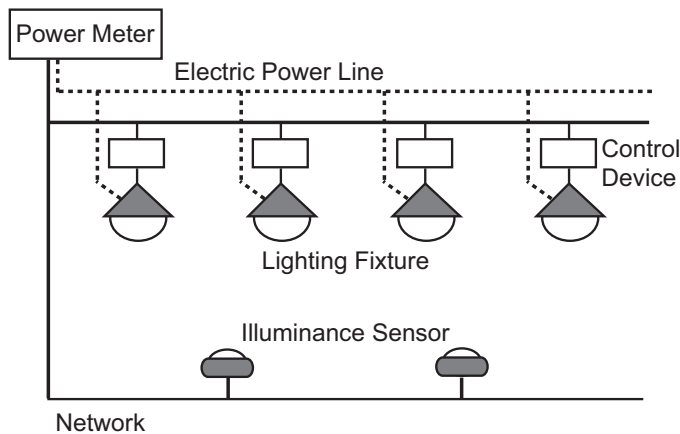 Power Meter
Electric Power Line
Control
Device
Lighting Fixture
Illuminance Sensor
Network